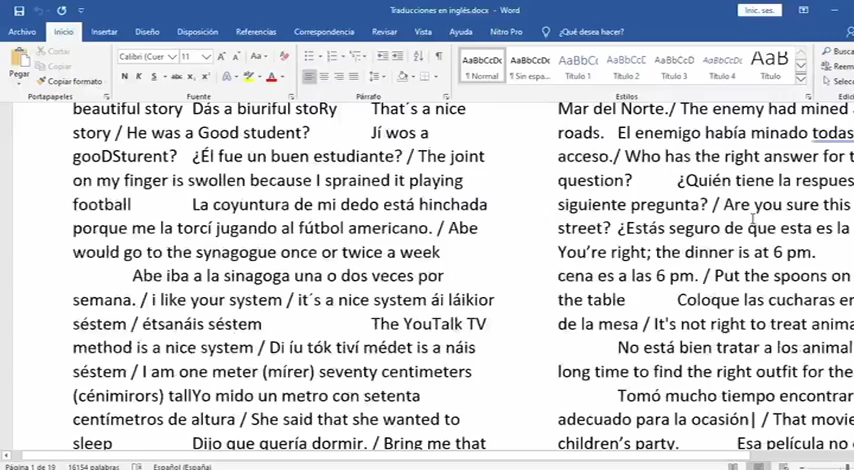 Traducciones en inglés.docx - Word
Inic. ses.
Archivo Inicio Insertar Diseño Disposición Referencias Correspondencia Revisar Vista Ayuda Nitro Pro ¿Qué desea hacer?
Pegar
Cortar
Copiar
Copiar formato
Portapapeles
Calibri (Cuer 11
N K S abc x₂ x²
Fuente
Párrafo
AaBbCcDc AaBbCcDc AaBbCc AaBbCcC AaBbCcD AaBbCcD AaB
¶ Normal ¶ Sin espa... Título 1 Título 2 Título 3 Título 4 Título
Estilos
Busca
Reem
Selecc
Edici
beautiful story Dás a biuriful stoRy That´s a nice
story / He was a Good student? Jí wos a
gooDSturent? ¿Él fue un buen estudiante? / The joint
on my finger is swollen because I sprained it playing
football La coyuntura de mi dedo está hinchada
porque me la torcí jugando al fútbol americano. / Abe
would go to the synagogue once or twice a week
Abe iba a la sinagoga una o dos veces por
semana. / i like your system / it´s a nice system ái láikior
séstem / étsanáis séstem The YouTalk TV
method is a nice system / Di íu tók tiví médet is a náis
séstem / I am one meter (mírer) seventy centimeters
(cénimirors) tallYo mido un metro con setenta
centímetros de altura / She said that she wanted to
sleep Dijo que quería dormir. / Bring me that
Mar del Norte./ The enemy had mined a
roads. El enemigo había minado todas
acceso./ Who has the right answer for t
question? ¿Quién tiene la respues
siguiente pregunta? / Are you sure this
street? ¿Estás seguro de que esta es la
You're right; the dinner is at 6 pm.
cena es a las 6 pm. / Put the spoons on
the table Coloque las cucharas en
de la mesa / It's not right to treat anima
No está bien tratar a los animal
long time to find the right outfit for the
Tomó mucho tiempo encontrar
adecuado para la ocasión / That movie
children's party. Esa película no e
Página 1 de 19 16154 palabras Español (España)